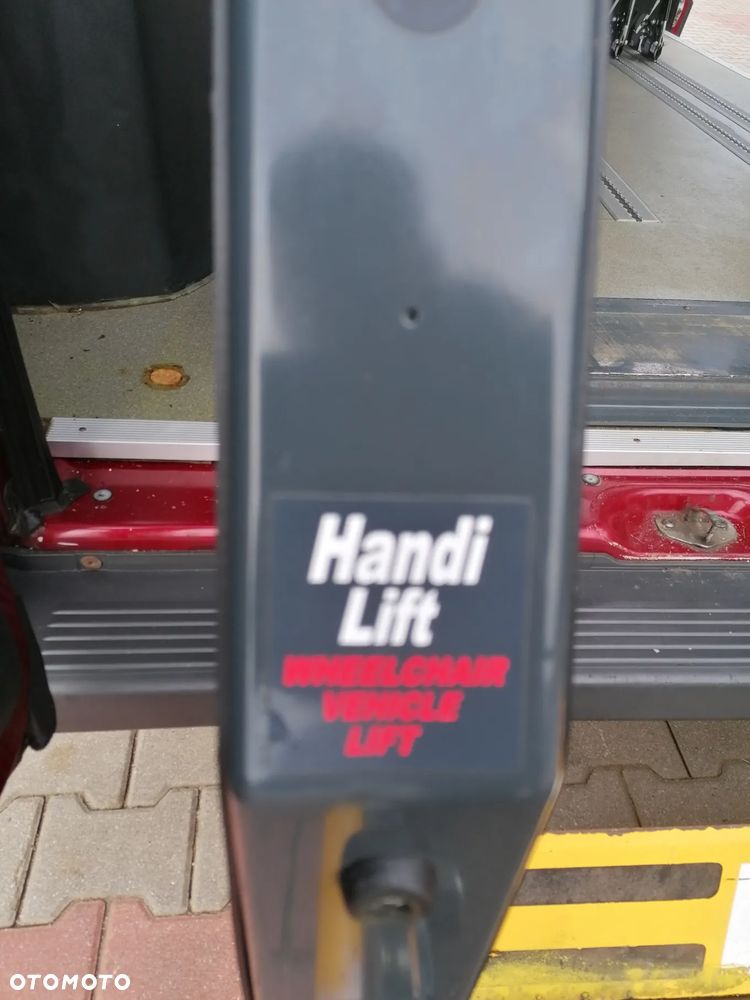 Handi
Lift
WHEELCHAIR
VEHICLE
LIFT
OTOMOTO